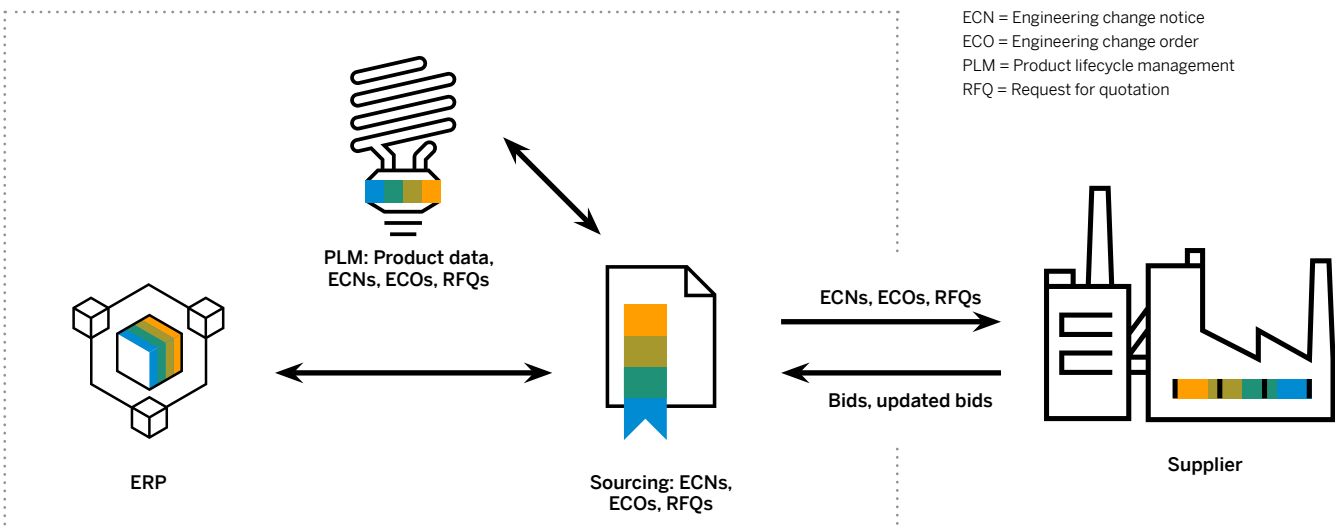 ECN = Engineering change notice
ECO = Engineering change order
PLM = Product lifecycle management
RFQ = Request for quotation
PLM: Product data,
ECNs, ECOs, RFQs
ECNs, ECOs, RFQs
Bids, updated bids
ERP
Sourcing: ECNs,
ECOs, RFQs
Supplier